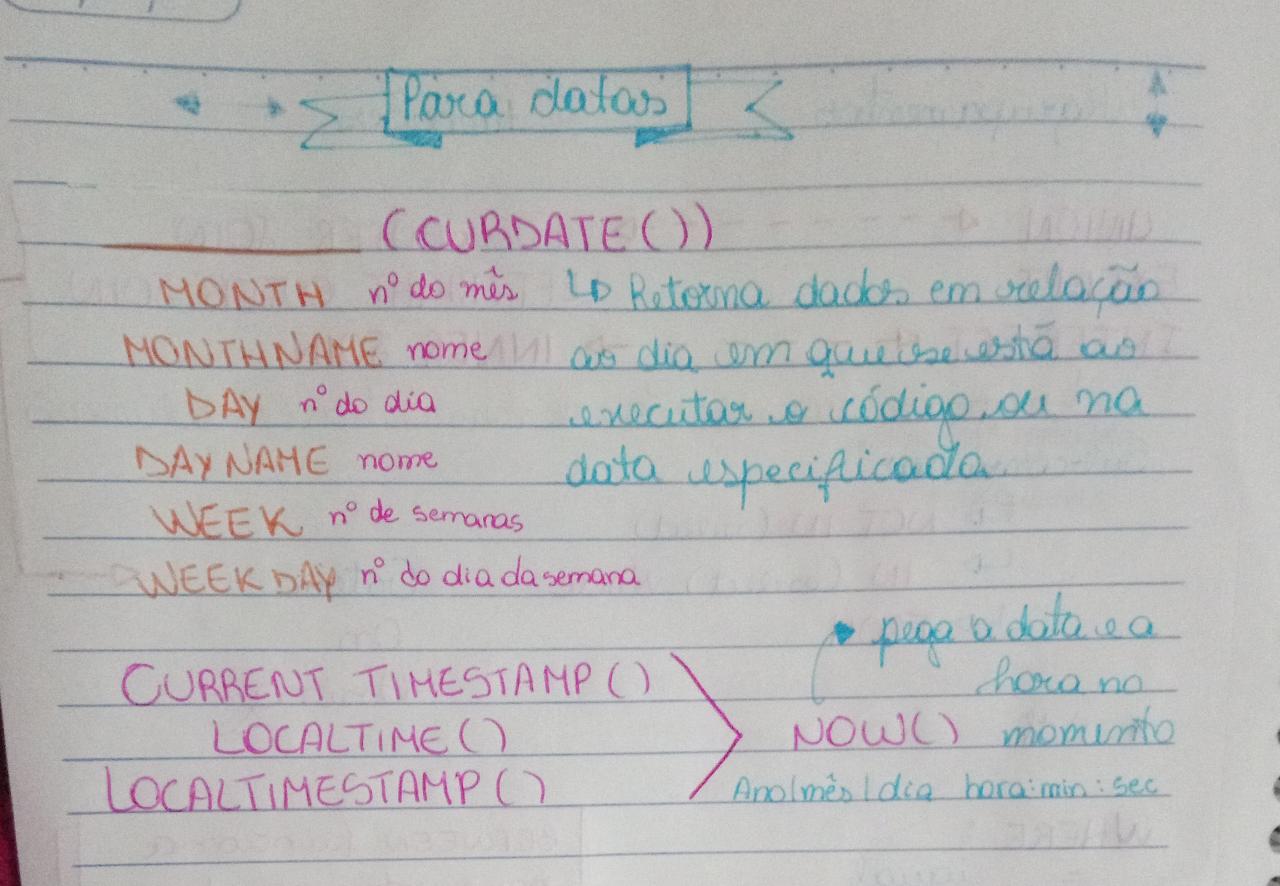 Para datas
(CURDATE())
MONTH nº do mês ↳ Retorna dados em relação
MONTHNAME nome ao dia em que se está ao
DAY nº do dia executar o código ou na
DAYNAME nome data especificada
WEEK nº de semanas
WEEKDAY nº do dia da semana
pega a data e a
CURRENT TIMESTAMP() hora no
LOCALTIME() NOW() momento
LOCALTIMESTAMP() Ano/mês/dia hora:min:sec